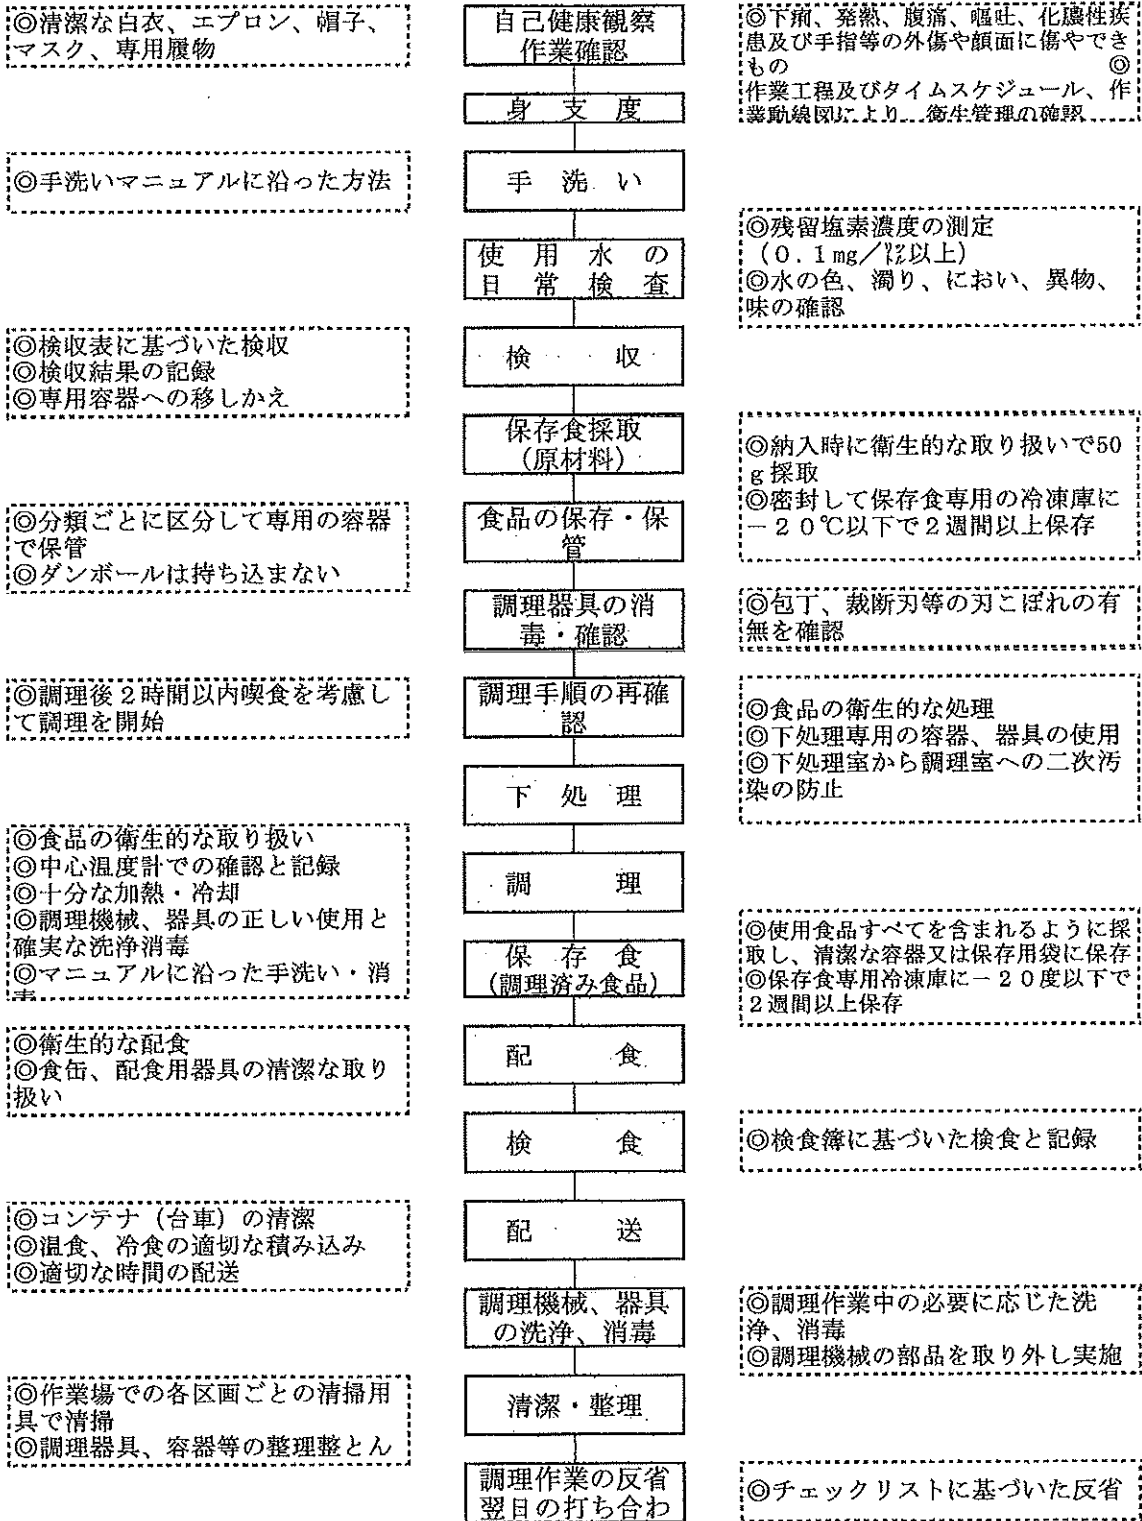 ◎清潔な白衣、エプロン、帽子、
マスク、専用履物
自己健康観察
作業確認
◎下痢、発熱、腹痛、嘔吐、化膿性疾
患及び手指等の外傷や顔面に傷やでき
もの ◎
作業工程及びタイムスケジュール、作
業動線図により、衛生管理の確認
身 支 度
◎手洗いマニュアルに沿った方法
手 洗 い
使 用 水 の
日 常 検 査
◎残留塩素濃度の測定
(0.1mg/㍑以上)
◎水の色、濁り、におい、異物、
味の確認
◎検収表に基づいた検収
◎検収結果の記録
◎専用容器への移しかえ
検 収
保存食採取
(原材料)
◎納入時に衛生的な取り扱いで50
g採取
◎密封して保存食専用の冷凍庫に
-20℃以下で2週間以上保存
◎分類ごとに区分して専用の容器
で保管
◎ダンボールは持ち込まない
食品の保存・保
管
調理器具の消
毒・確認
◎包丁、裁断刃等の刃こぼれの有
無を確認
◎調理後2時間以内喫食を考慮し
て調理を開始
調理手順の再確
認
◎食品の衛生的な処理
◎下処理専用の容器、器具の使用
◎下処理室から調理室への二次汚
染の防止
下 処 理
◎食品の衛生的な取り扱い
◎中心温度計での確認と記録
◎十分な加熱・冷却
◎調理機械、器具の正しい使用と
確実な洗浄消毒
◎マニュアルに沿った手洗い・消
調 理
保 存 食
(調理済み食品)
◎使用食品すべてを含まれるように採
取し、清潔な容器又は保存用袋に保存
◎保存食専用冷凍庫に-20度以下で
2週間以上保存
◎衛生的な配食
◎食缶、配食用器具の清潔な取り
扱い
配 食
検 食
◎検食簿に基づいた検食と記録
◎コンテナ(台車)の清潔
◎温食、冷食の適切な積み込み
◎適切な時間の配送
配 送
調理機械、器具
の洗浄、消毒
◎調理作業中の必要に応じた洗
浄、消毒
◎調理機械の部品を取り外し実施
◎作業場での各区画ごとの清掃用
具で清掃
◎調理器具、容器等の整理整とん
清潔・整理
調理作業の反省
翌日の打ち合わ
◎チェックリストに基づいた反省